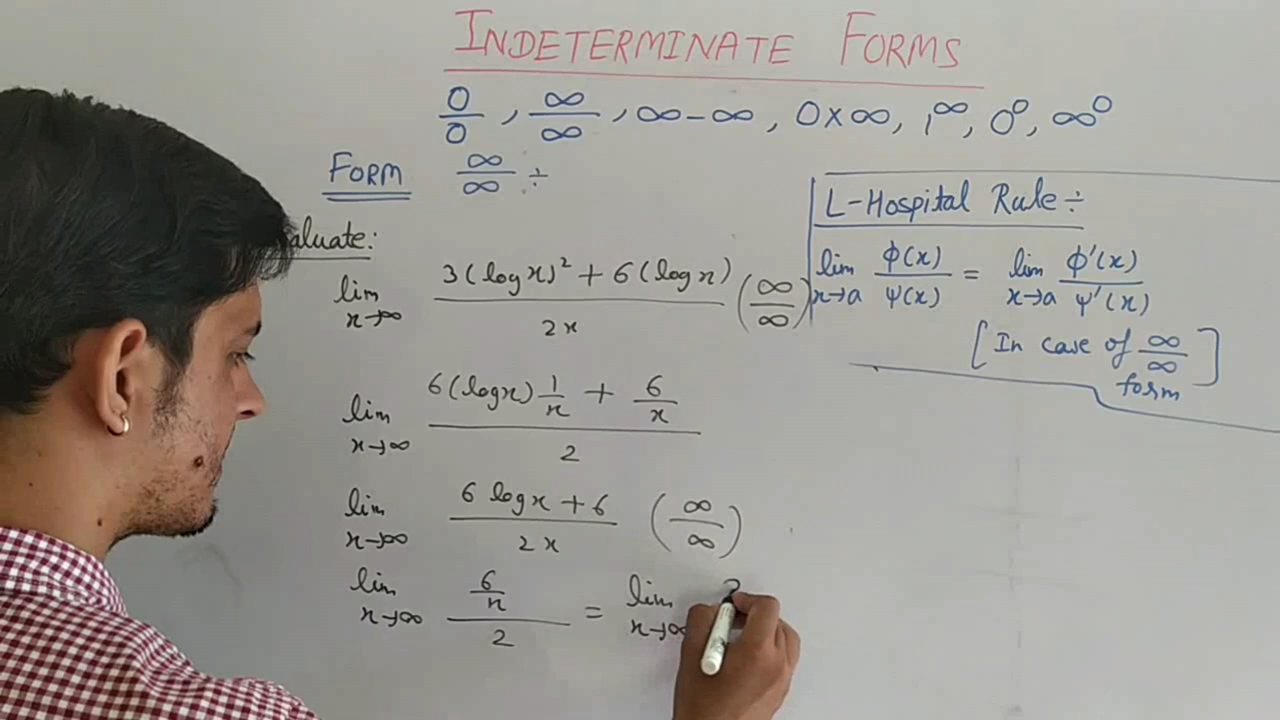 INDETERMINATE FORMS
0/0, ∞/∞, ∞-∞, 0×∞, 1^∞, 0^0, ∞^0
FORM ∞/∞ ÷
aluate:
lim x→∞ (3(log x)² + 6(log x))/(2x) (∞/∞)
lim x→∞ (6(log x) 1/x + 6/x)/2
lim x→∞ (6 log x + 6)/(2x) (∞/∞)
lim x→∞ (6/x)/2 = lim x→∞
L-Hospital Rule ÷
lim x→a ϕ(x)/ψ(x) = lim x→a ϕ'(x)/ψ'(x)
[In case of ∞/∞
form]